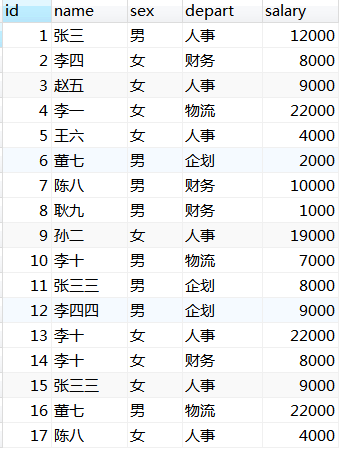 id name sex depart salary
1 张三 男 人事 12000
2 李四 女 财务 8000
3 赵五 女 人事 9000
4 李一 女 物流 22000
5 王六 女 人事 4000
6 董七 男 企划 2000
7 陈八 男 财务 10000
8 耿九 男 财务 1000
9 孙二 女 人事 19000
10 李十 男 物流 7000
11 张三三 男 企划 8000
12 李四四 男 企划 9000
13 李十 女 人事 22000
14 李十 女 财务 8000
15 张三三 女 人事 9000
16 董七 男 物流 22000
17 陈八 女 人事 4000